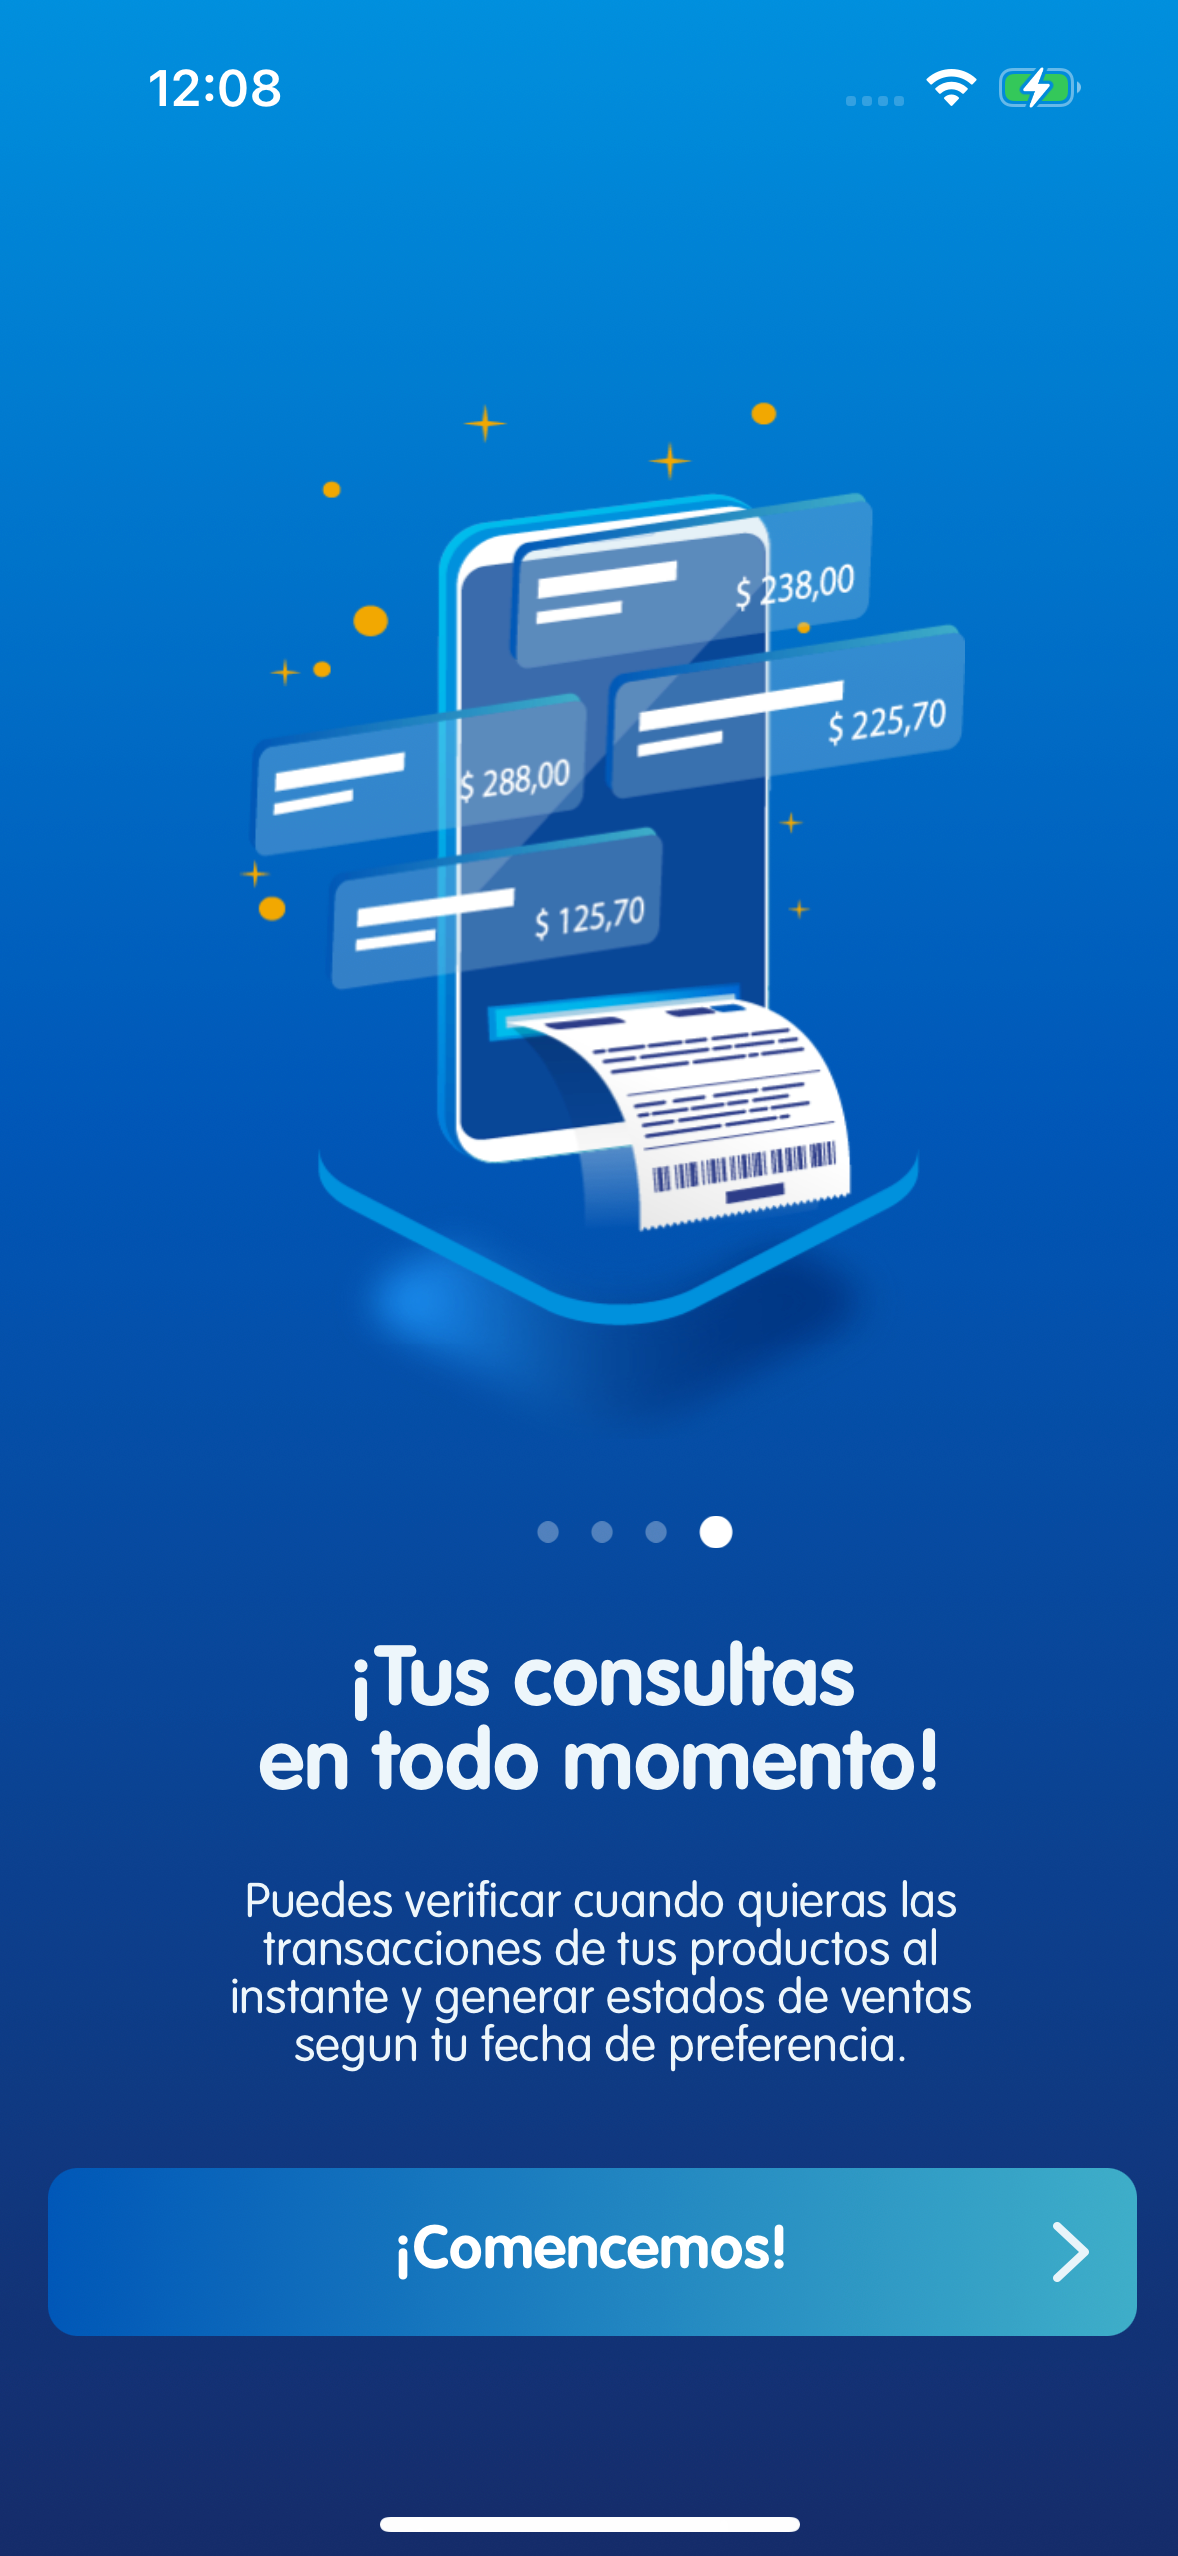 12:08
$ 238,00
$ 225,70
$ 288,00
$ 125,70
¡Tus consultas
en todo momento!
Puedes verificar cuando quieras las
transacciones de tus productos al
instante y generar estados de ventas
segun tu fecha de preferencia.
¡Comencemos!